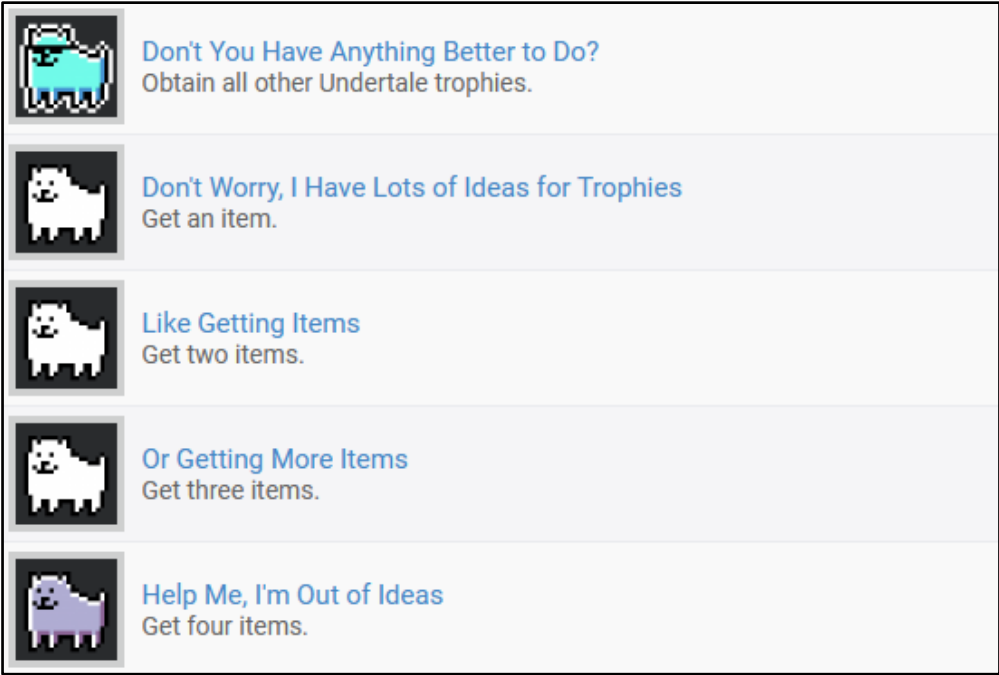 Don't You Have Anything Better to Do?
Obtain all other Undertale trophies.
Don't Worry, I Have Lots of Ideas for Trophies
Get an item.
Like Getting Items
Get two items.
Or Getting More Items
Get three items.
Help Me, I'm Out of Ideas
Get four items.